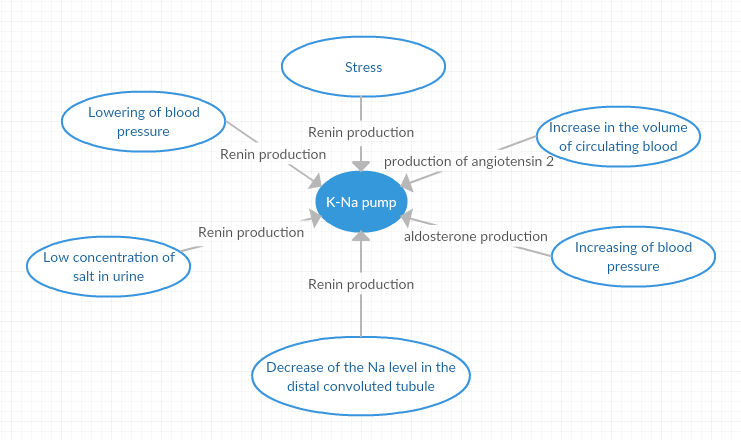 Stress
Lowering of blood
pressure
Increase in the volume
of circulating blood
Renin production
Renin production
production of angiotensin 2
K-Na pump
Renin production
aldosterone production
Low concentration of
salt in urine
Increasing of blood
pressure
Renin production
Decrease of the Na level in the
distal convoluted tubule